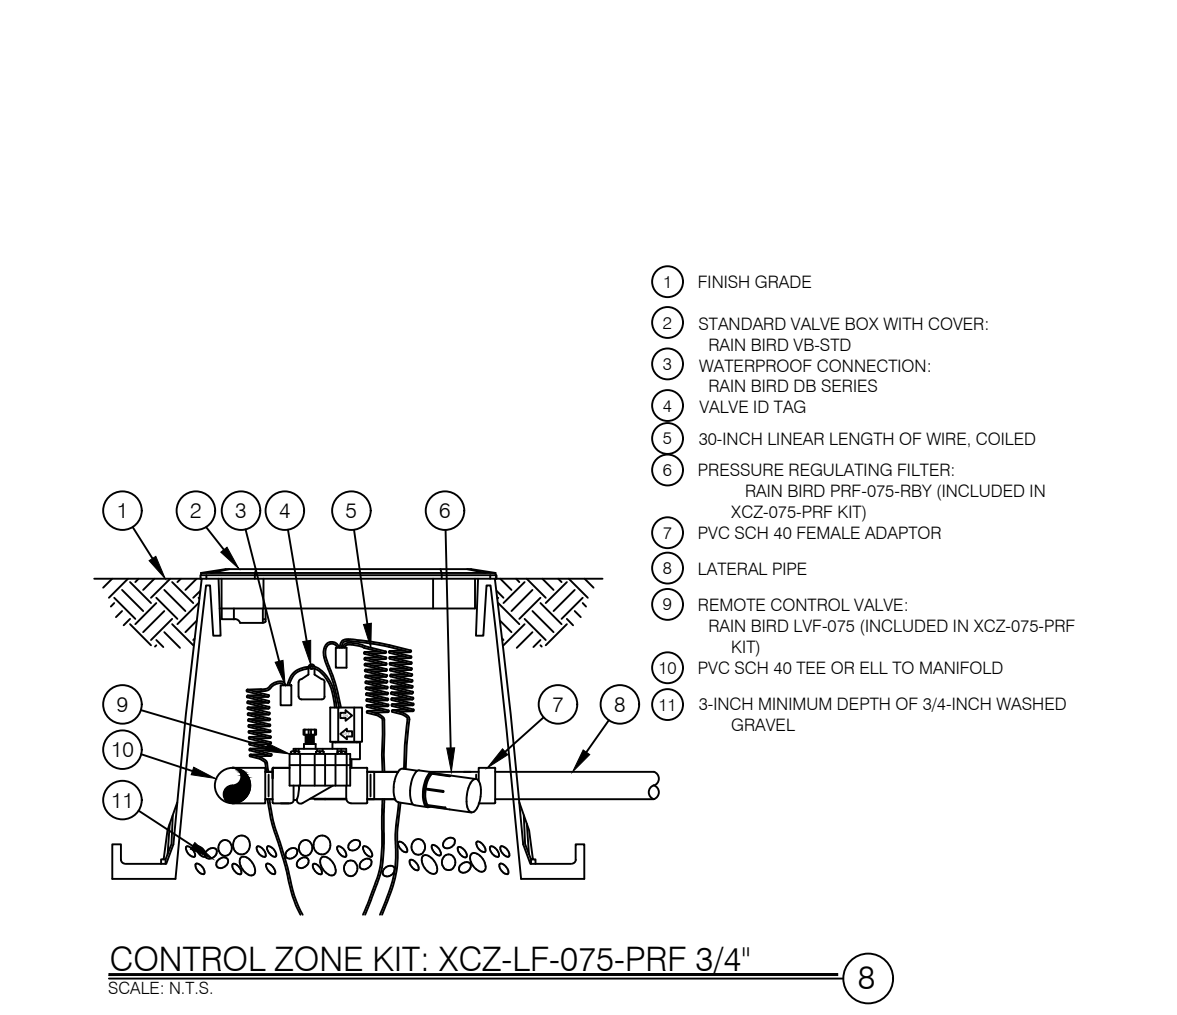 1 FINISH GRADE
2 STANDARD VALVE BOX WITH COVER:
RAIN BIRD VB-STD
3 WATERPROOF CONNECTION:
RAIN BIRD DB SERIES
4 VALVE ID TAG
5 30-INCH LINEAR LENGTH OF WIRE, COILED
6 PRESSURE REGULATING FILTER:
RAIN BIRD PRF-075-RBY (INCLUDED IN
XCZ-075-PRF KIT)
7 PVC SCH 40 FEMALE ADAPTOR
8 LATERAL PIPE
9 REMOTE CONTROL VALVE:
RAIN BIRD LVF-075 (INCLUDED IN XCZ-075-PRF
KIT)
10 PVC SCH 40 TEE OR ELL TO MANIFOLD
11 3-INCH MINIMUM DEPTH OF 3/4-INCH WASHED
GRAVEL
1 2 3 4 5 6
9 7 8
10
11
CONTROL ZONE KIT: XCZ-LF-075-PRF 3/4"
8
SCALE: N.T.S.